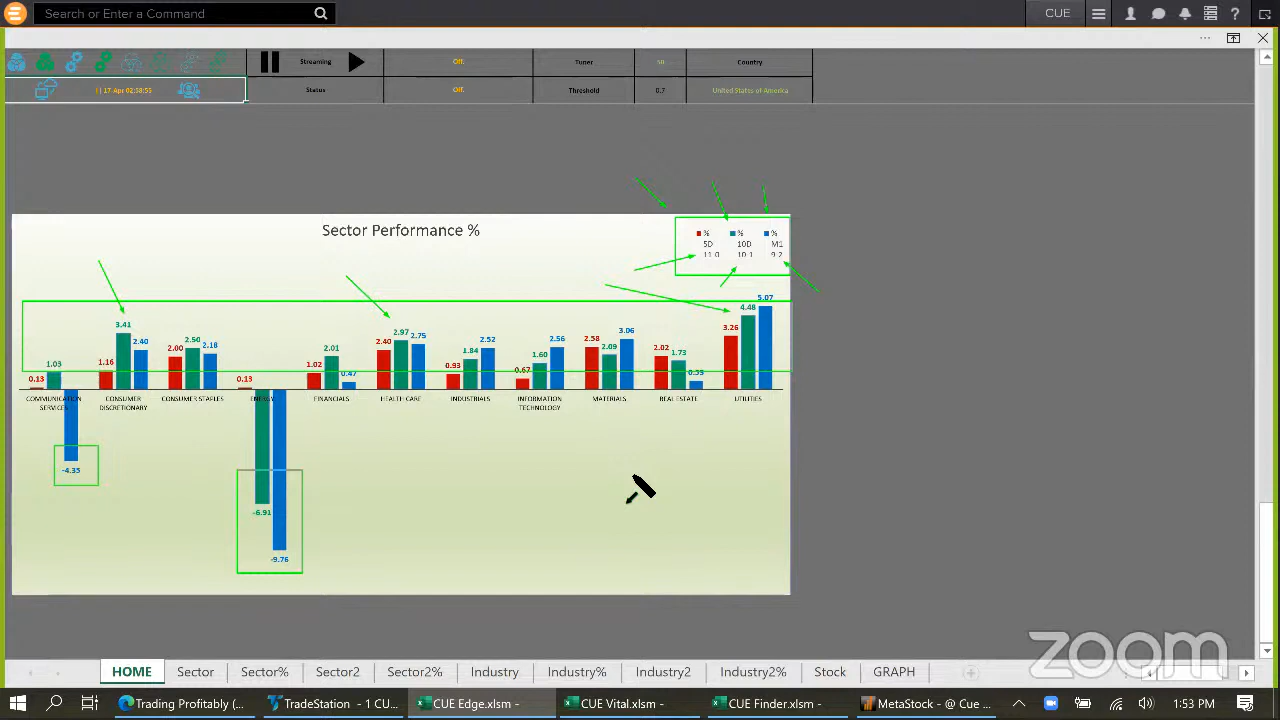 Search or Enter a Command
CUE
Streaming
Off.
Tuner
Country
17-Apr 02:58:55
Status
Off.
Threshold
0.7
United States of America
Sector Performance %
% % %
5D 10D M1
11 0 10 1 9 2
5.07
4.48
3.41
3.26
3.06
2.97
2.75
2.58
2.52
2.56
2.40
2.50
2.40
2.18
2.00
2.01
2.09
2.02
1.84
1.73
1.60
1.16
1.03
1.02
0.93
0.67
0.47
0.13
0.13
COMMUNICATION SERVICES
CONSUMER DISCRETIONARY
CONSUMER STAPLES
ENERGY
FINANCIALS
HEALTH CARE
INDUSTRIALS
INFORMATION TECHNOLOGY
MATERIALS
REAL ESTATE
UTILITIES
-4.35
-6.91
-9.76
zoom
HOME
Sector
Sector%
Sector2
Sector2%
Industry
Industry%
Industry2
Industry2%
Stock
GRAPH
Trading Profitably (...
TradeStation - 1 CU...
CUE Edge.xlsm -
CUE Vital.xlsm -
CUE Finder.xlsm -
MetaStock - @ Cue ...
1:53 PM